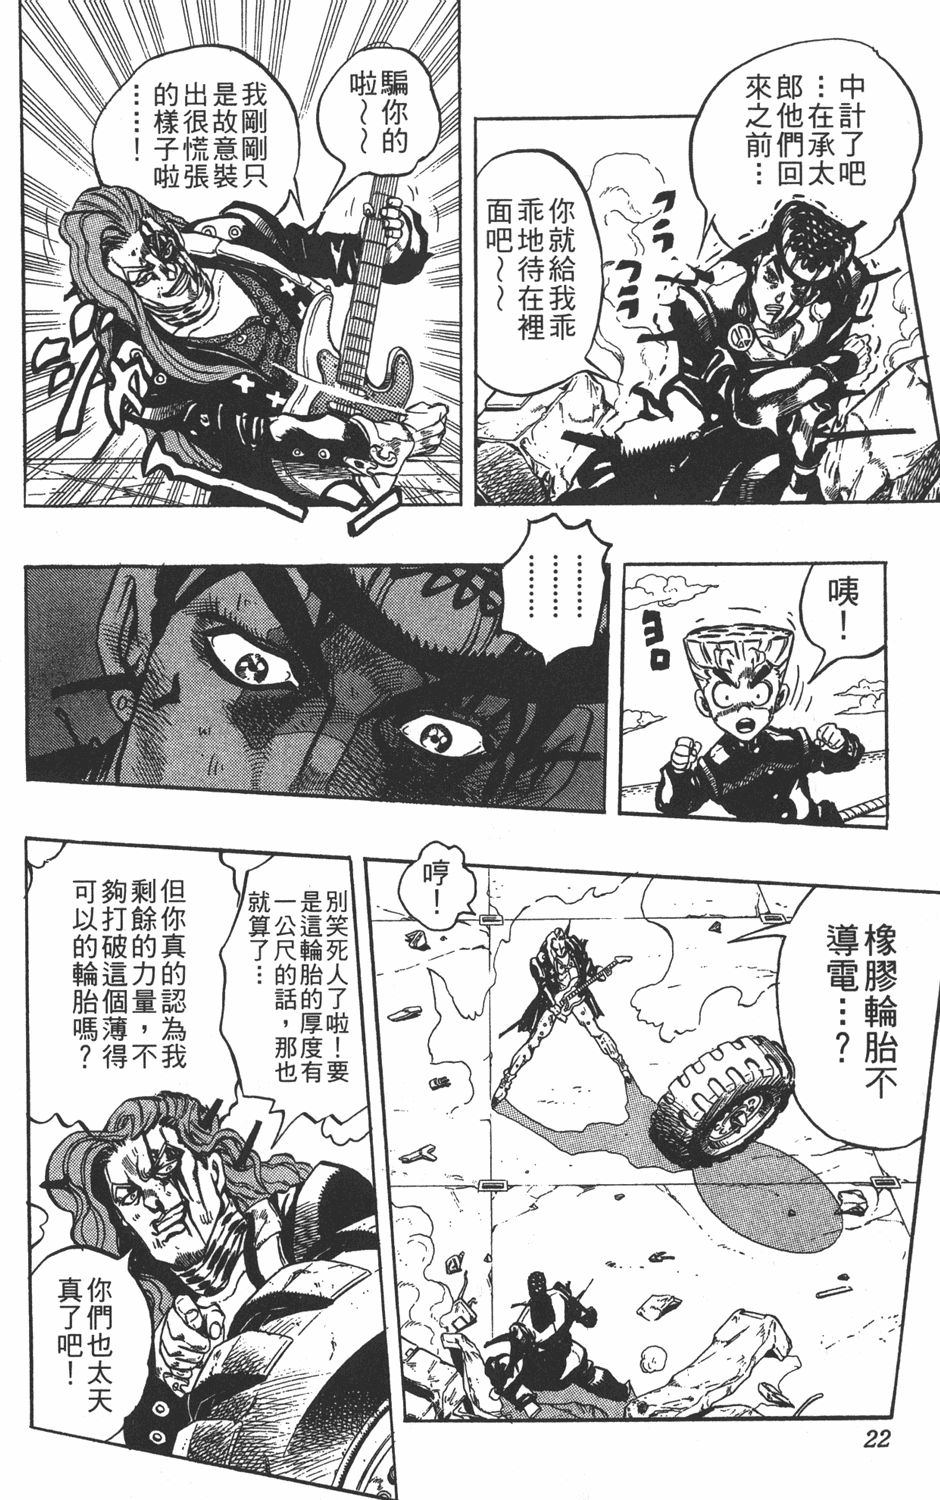 中計了吧
…在承太
郎他們回
來之前…
你就給我乖
乖地待在裡
面吧～～
騙你的
啦～～
我剛剛只
是故意裝
出很慌張
的樣子啦
……！
咦！
………
………
橡膠輪胎不
導電…？
哼！
別笑死人了啦！要
是這輪胎的厚度有
一公尺的話，那也
就算了…
但你真的認為我
剩餘的力量，不
夠打破這個薄得
可以的輪胎嗎？
你們也太天
真了吧！
22